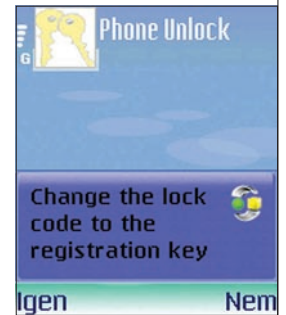 Phone Unlock
G
Change the lock
code to the
registration key
Igen Nem